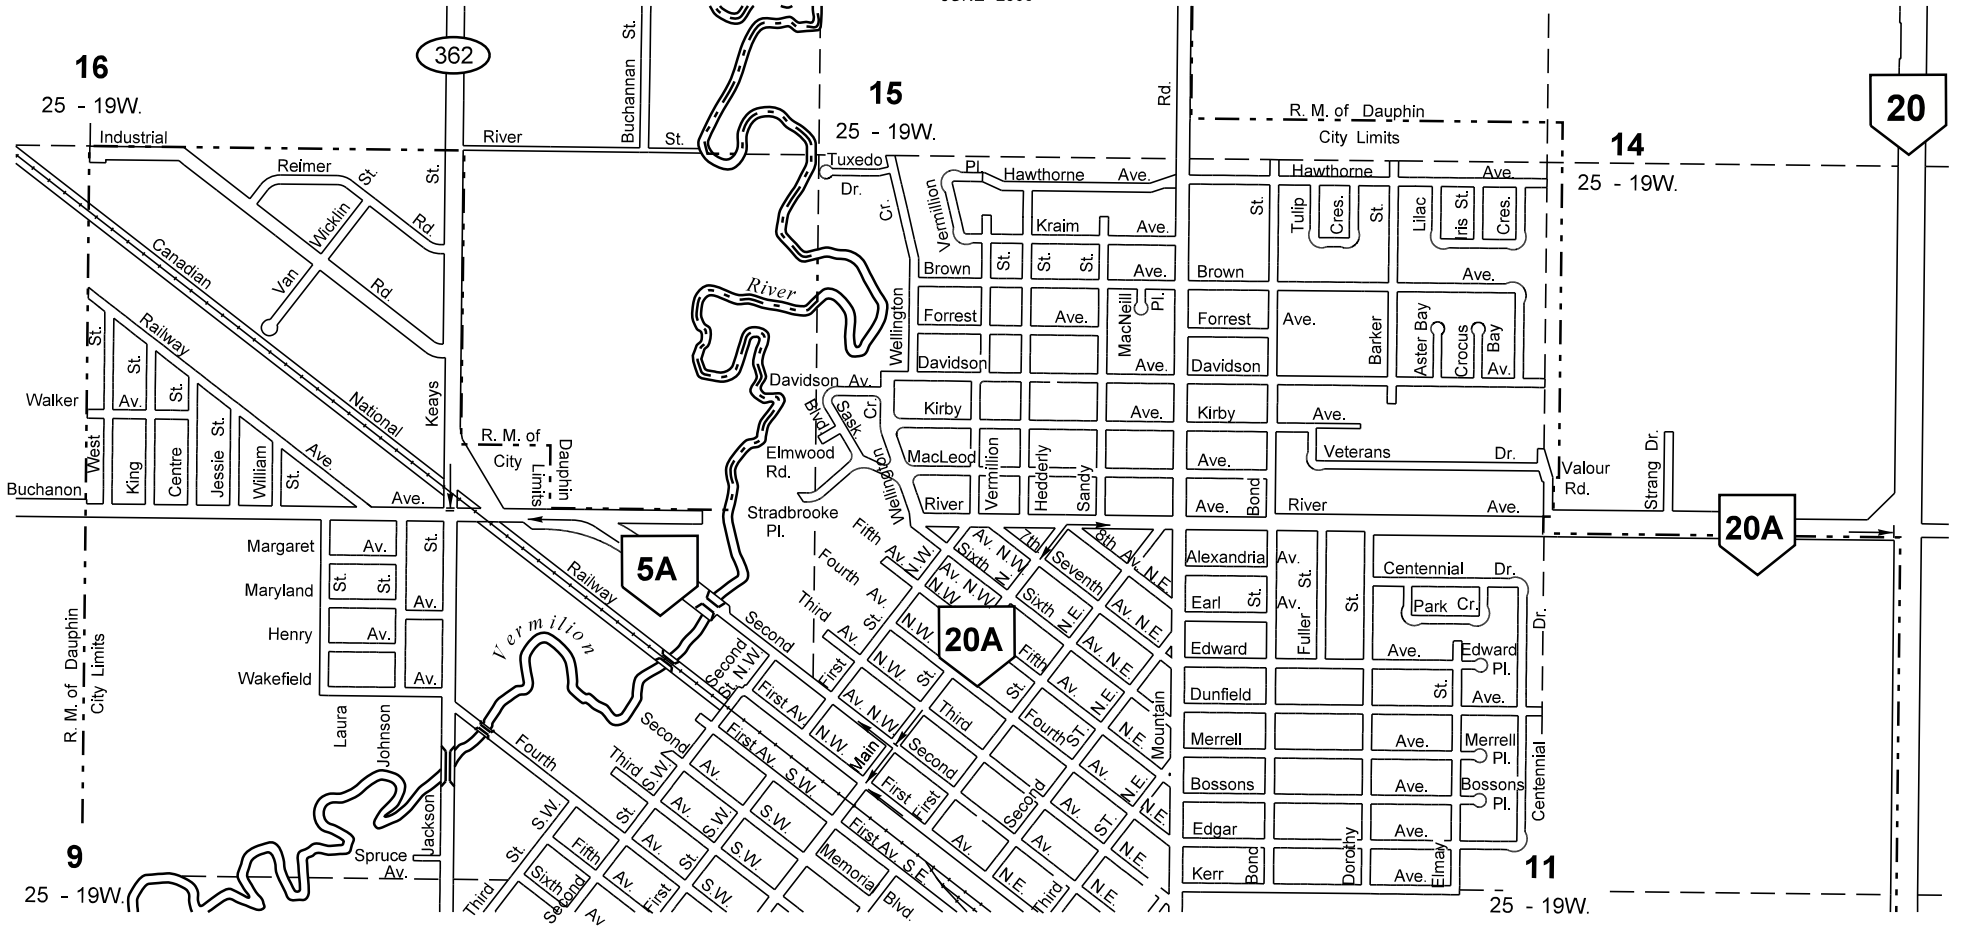 362
16
25 - 19W.
15
25 - 19W.
14
25 - 19W.
20
R. M. of Dauphin
City Limits
Industrial
River St.
Buchannan St.
Rd.
Reimer St.
Rd.
Wicklin
Van
Rd.
St.
Keays
Canadian
National
Railway
Tuxedo
Dr.
Cr.
Wellington
Vermillion
Pl.
Hawthorne Ave.
Hawthorne Ave.
Kraim Ave.
St.
St.
St.
St.
Tulip
Cres.
St.
Lilac
Iris St.
Cres.
Brown Ave.
Brown Ave.
River
Forrest Ave.
MacNeill
Pl.
Forrest Ave.
Barker
Aster Bay
Crocus
Bay
Davidson Ave.
Davidson Av.
Davidson Av.
Blvd.
Sask.
Cr.
Kirby Ave.
Kirby Ave.
Elmwood
Rd.
Wellington
MacLeod Ave.
Vermillion
Hedderly
Sandy
Bond
Veterans Dr.
Valour
Rd.
Strang Dr.
Railway
Ave.
Walker Av.
St.
St.
St.
St.
St.
West
King
Centre
Jessie
William
Buchanon Ave.
R. M. of
Dauphin
City
Limits
Stradbrooke
Pl.
River Ave.
River Ave.
20A
5A
20A
Margaret Av.
St.
Maryland
St.
St.
Av.
Henry Av.
Wakefield Av.
R. M. of Dauphin
City Limits
Laura
Johnson
Jackson
Spruce
Av.
Vermilion
9
25 - 19W.
Fifth Av. N.W.
Fourth Av.
Third Av.
St.
Av. N.W.
Sixth N.
Av. N.W.
7th
8th Av. N.E.
Seventh Av. N.E.
Sixth N.E.
Av. N.E.
Fifth Av.
N.E.
Fourth
ST.
N.E.
Av.
Third
Second
Second
St. N.W.
First Av. N.W.
First
Av. N.W.
N.W.
St.
N.W.
St.
Main
Second
First
First
Av.
Second
Av.
ST.
N.E.
N.E.
N.E.
N.E.
N.E.
Third
First Av. S.W.
First Av. S.E.
Second
Av.
S.W.
Third
S.W.
Av.
S.W.
S.W.
Fourth
St.
Av.
St.
S.W.
S.W.
St.
Fifth
Av.
First
Sixth
Second
Av
Third
Memorial
Blvd.
Mountain
Alexandria Av.
Earl Av.
St.
Fuller St.
St.
Centennial Dr.
Park Cr.
Edward Ave.
Edward
Pl.
Dunfield Ave.
St.
Merrell Ave.
Merrell
Pl.
Bossons Ave.
Bossons
Pl.
Edgar Ave.
Kerr Ave.
Bond
Dorothy
Elmay
Centennial Dr.
11
25 - 19W.